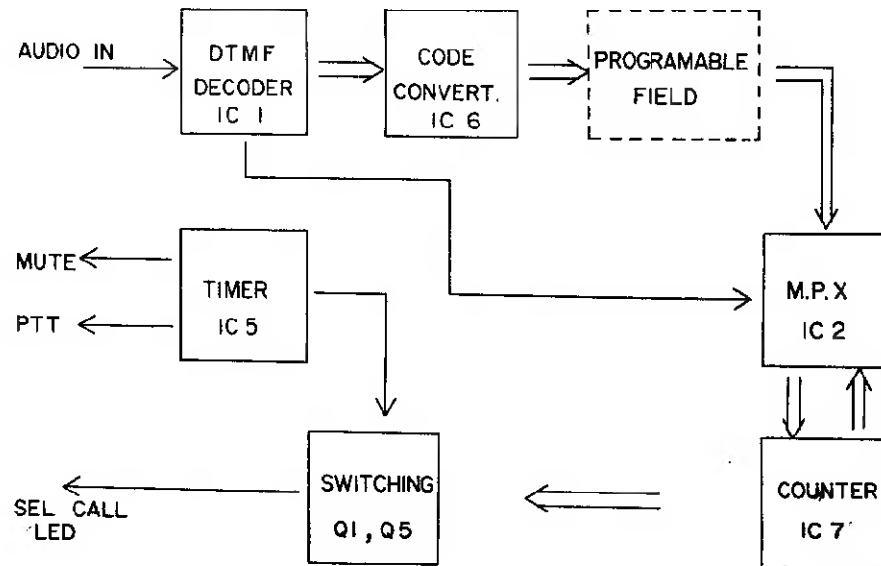 AUDIO IN
DTMF
DECODER
IC 1
CODE
CONVERT.
IC 6
PROGRAMABLE
FIELD
MUTE
PTT
TIMER
IC 5
M.P.X
IC 2
SEL CALL
LED
SWITCHING
Q1, Q5
COUNTER
IC 7